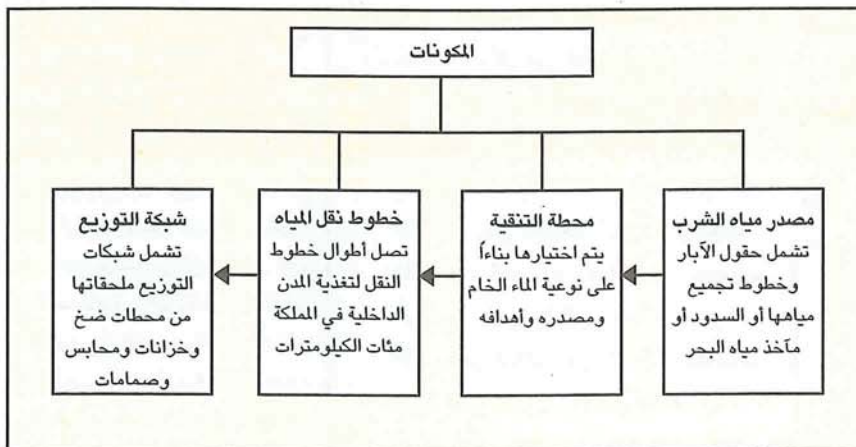 المكونات
مصدر مياه الشرب
تشمل حقول الآبار
وخطوط تجميع
مياهها أو السدود أو
مآخذ مياه البحر
محطة التنقية
يتم اختيارها بناءاً
على نوعية الماء الخام
ومصدره وأهدافه
خطوط نقل المياه
تصل أطوال خطوط
النقل لتغذية المدن
الداخلية في المملكة
مئات الكيلومترات
شبكة التوزيع
تشمل شبكات
التوزيع ملحقاتها
من محطات ضخ
وخزانات ومحابس
وصمامات